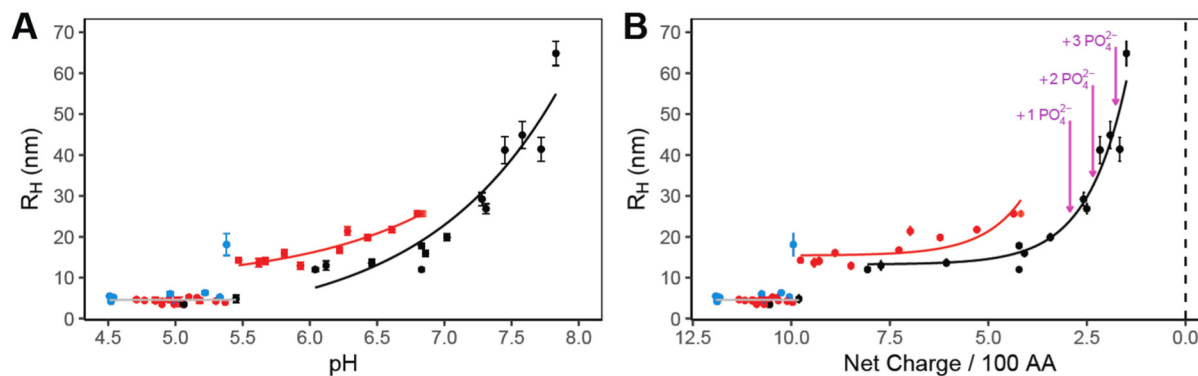 A
B
70
60
50
40
30
20
10
0
R_H (nm)
4.5 5.0 5.5 6.0 6.5 7.0 7.5 8.0
pH
70
60
50
40
30
20
10
0
R_H (nm)
+3 PO₄²⁻
+2 PO₄²⁻
+1 PO₄²⁻
12.5 10.0 7.5 5.0 2.5 0.0
Net Charge / 100 AA